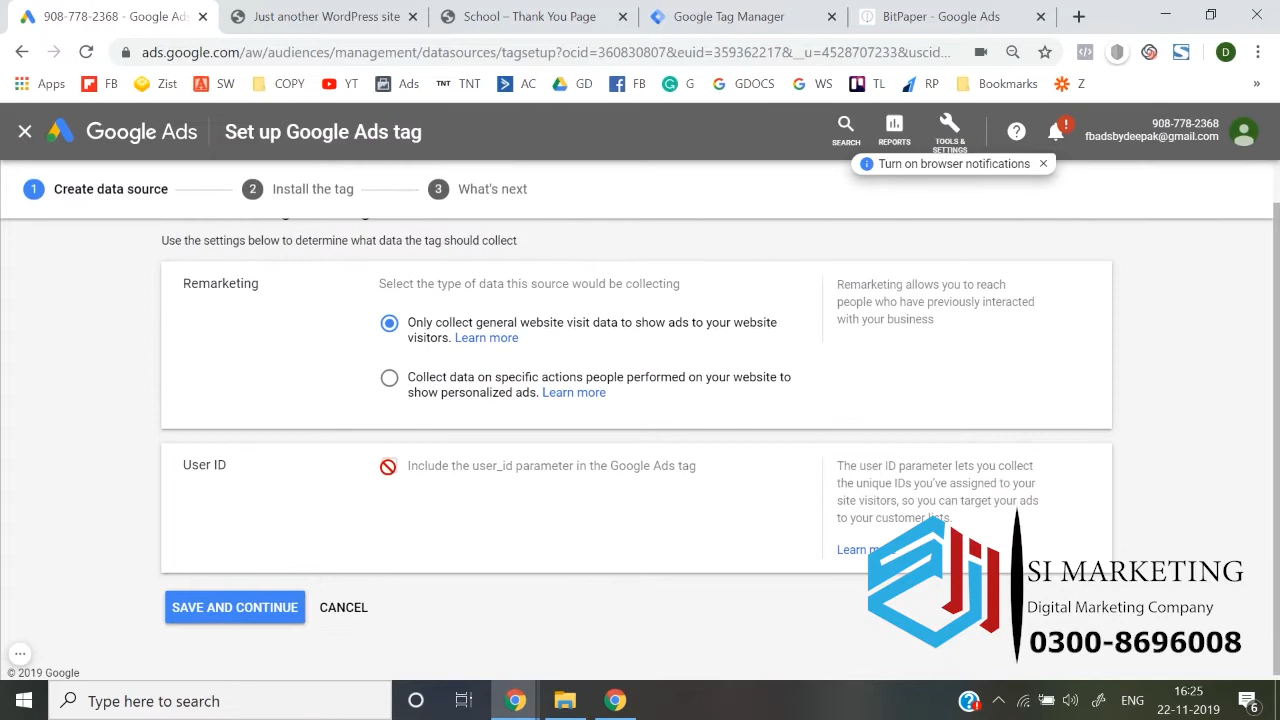 908-778-2368 - Google Ads
Just another WordPress site
School – Thank You Page
Google Tag Manager
BitPaper - Google Ads
ads.google.com/aw/audiences/management/datasources/tagsetup?ocid=360830807&euid=359362217&__u=4528707233&uscid...
Apps
FB
Zist
SW
COPY
YT
Ads
TNT
TNT
AC
GD
FB
G
GDOCS
WS
TL
RP
Bookmarks
Z
»
D
Google Ads
Set up Google Ads tag
SEARCH
REPORTS
TOOLS &
SETTINGS
908-778-2368
fbadsbydeepak@gmail.com
Turn on browser notifications
1 Create data source
2 Install the tag
3 What's next
Use the settings below to determine what data the tag should collect
Remarketing
Select the type of data this source would be collecting
Only collect general website visit data to show ads to your website
visitors. Learn more
Collect data on specific actions people performed on your website to
show personalized ads. Learn more
Remarketing allows you to reach
people who have previously interacted
with your business
User ID
Include the user_id parameter in the Google Ads tag
The user ID parameter lets you collect
the unique IDs you've assigned to your
site visitors, so you can target your ads
to your customer lists.
Learn
SAVE AND CONTINUE
CANCEL
SI MARKETING
Digital Marketing Company
0300-8696008
© 2019 Google
Type here to search
ENG
16:25
22-11-2019
6